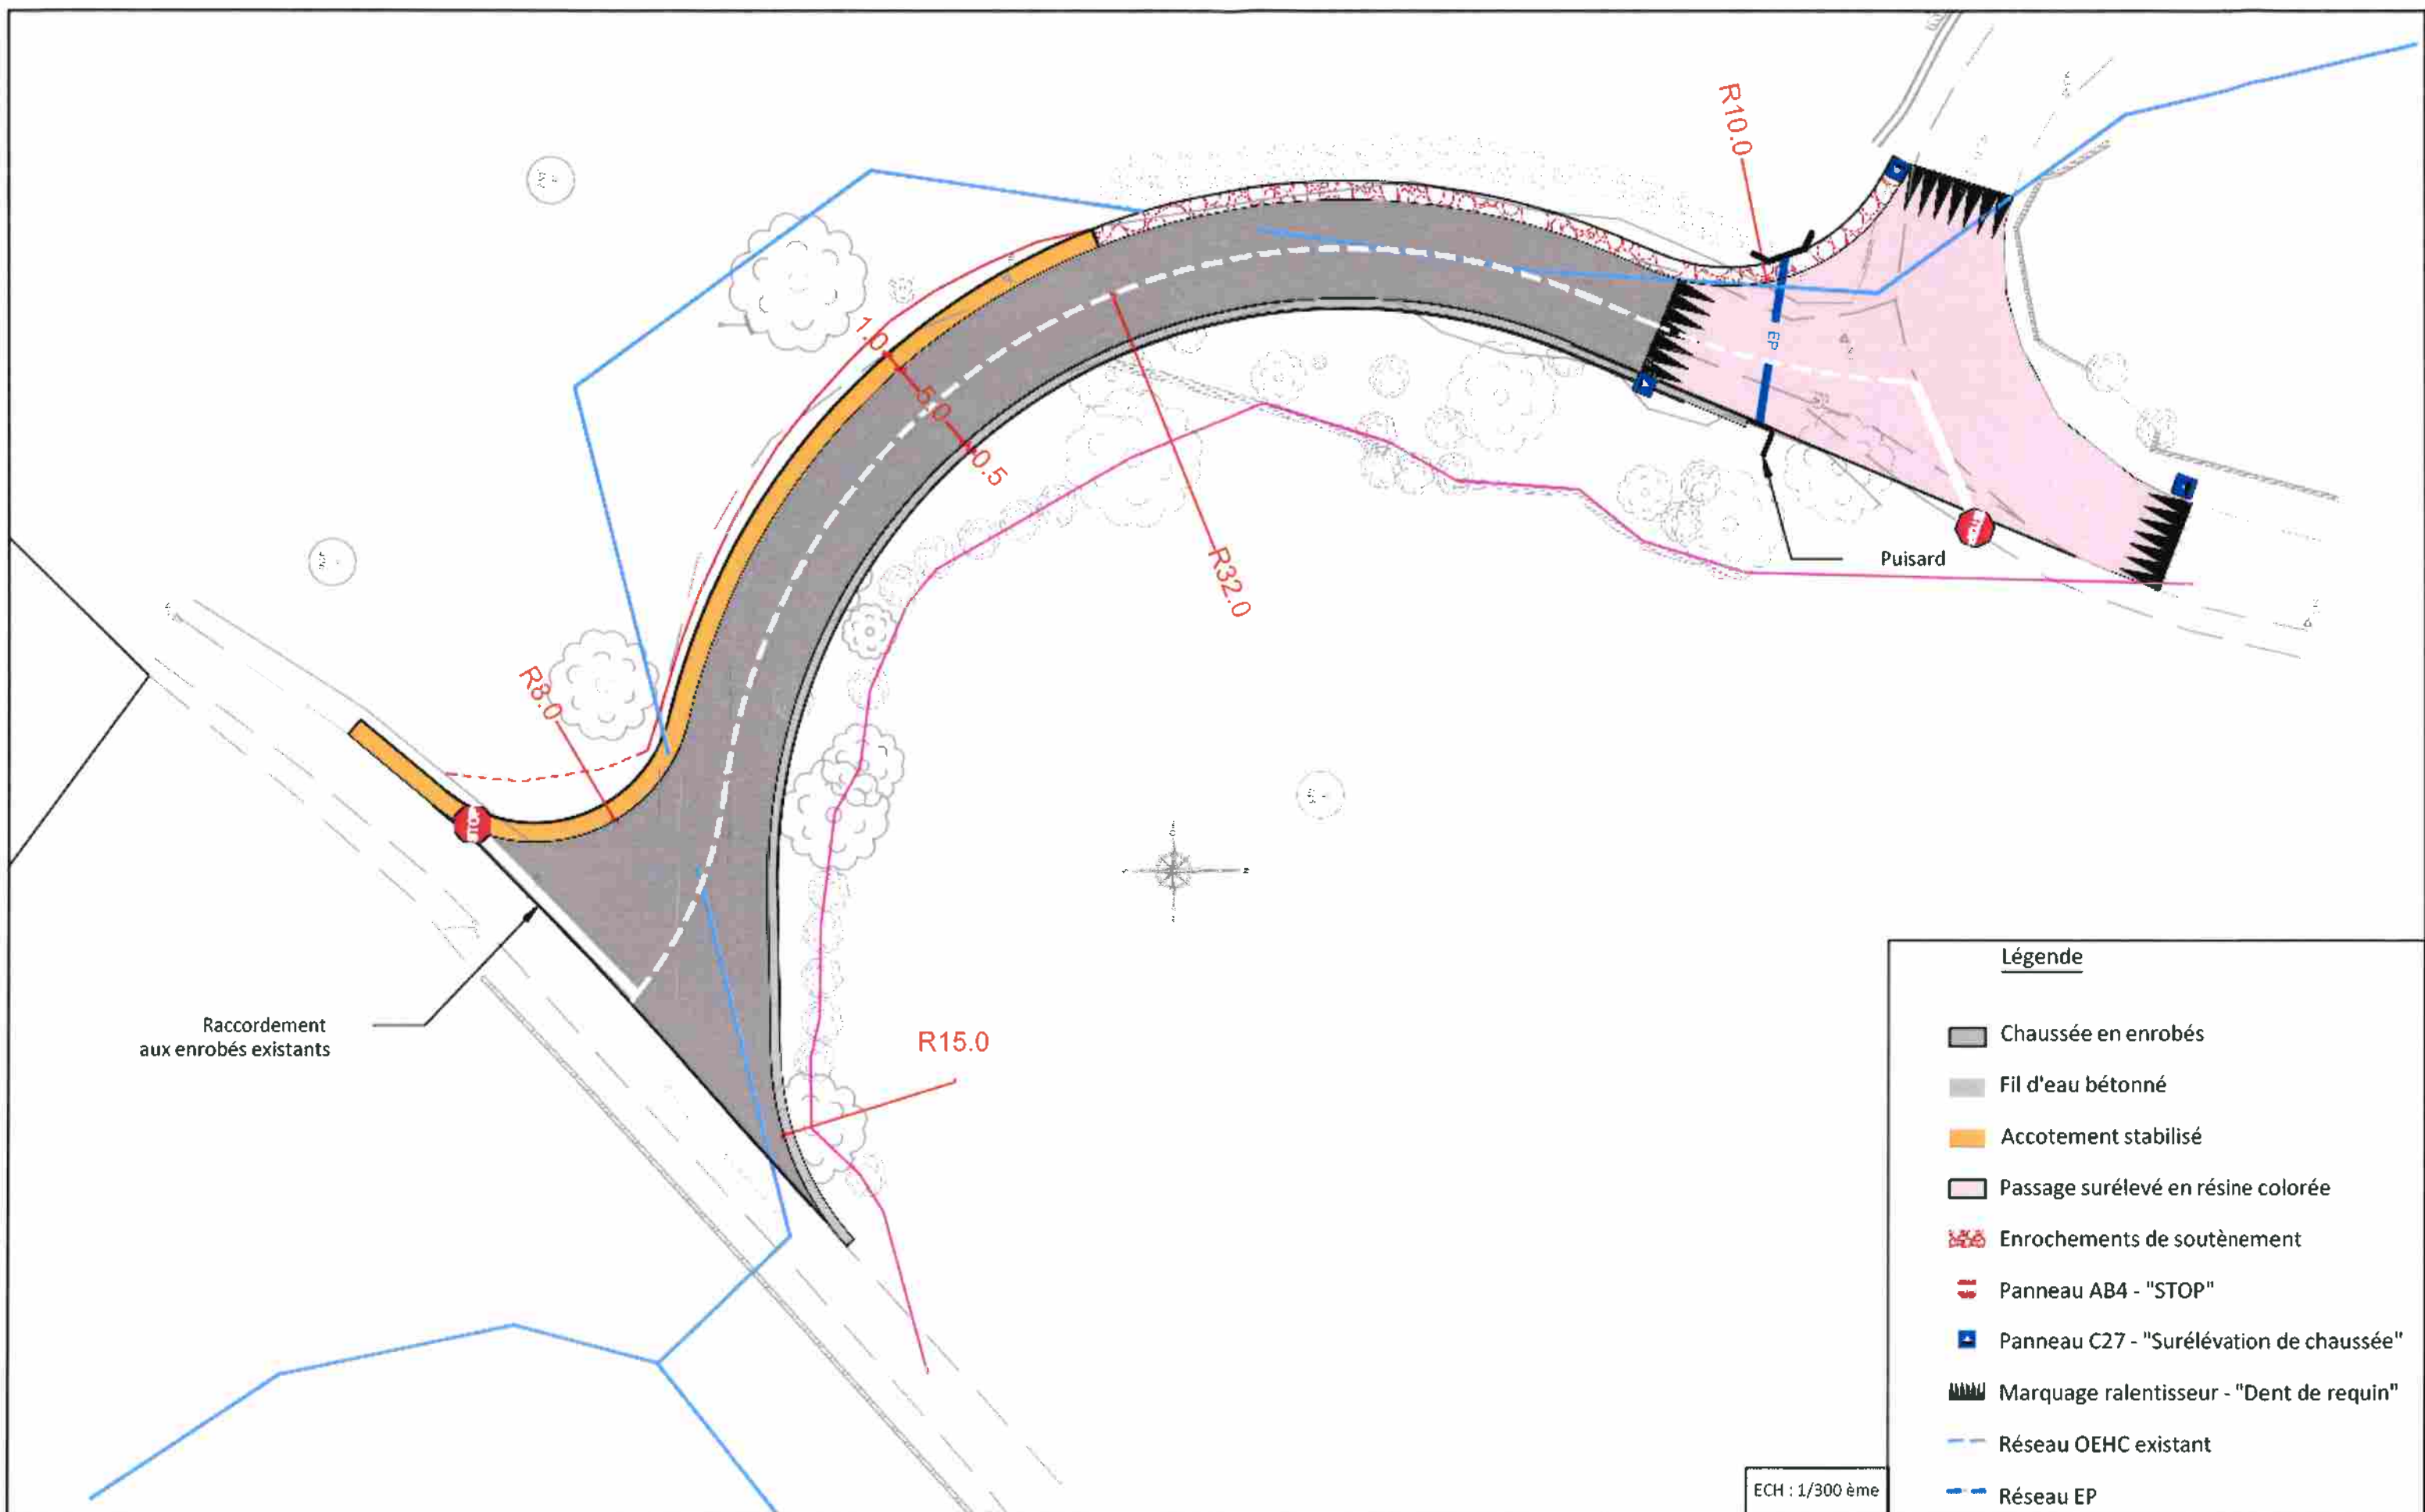 R10.0
1.0
5.0
0.5
EP
R32.0
Puisard
STOP
R8.0
STOP
Raccordement
aux enrobés existants
R15.0
Légende
Chaussée en enrobés
Fil d'eau bétonné
Accotement stabilisé
Passage surélevé en résine colorée
Enrochements de soutènement
Panneau AB4 - "STOP"
Panneau C27 - "Surélévation de chaussée"
Marquage ralentisseur - "Dent de requin"
Réseau OEHC existant
Réseau EP
ECH : 1/300 ème